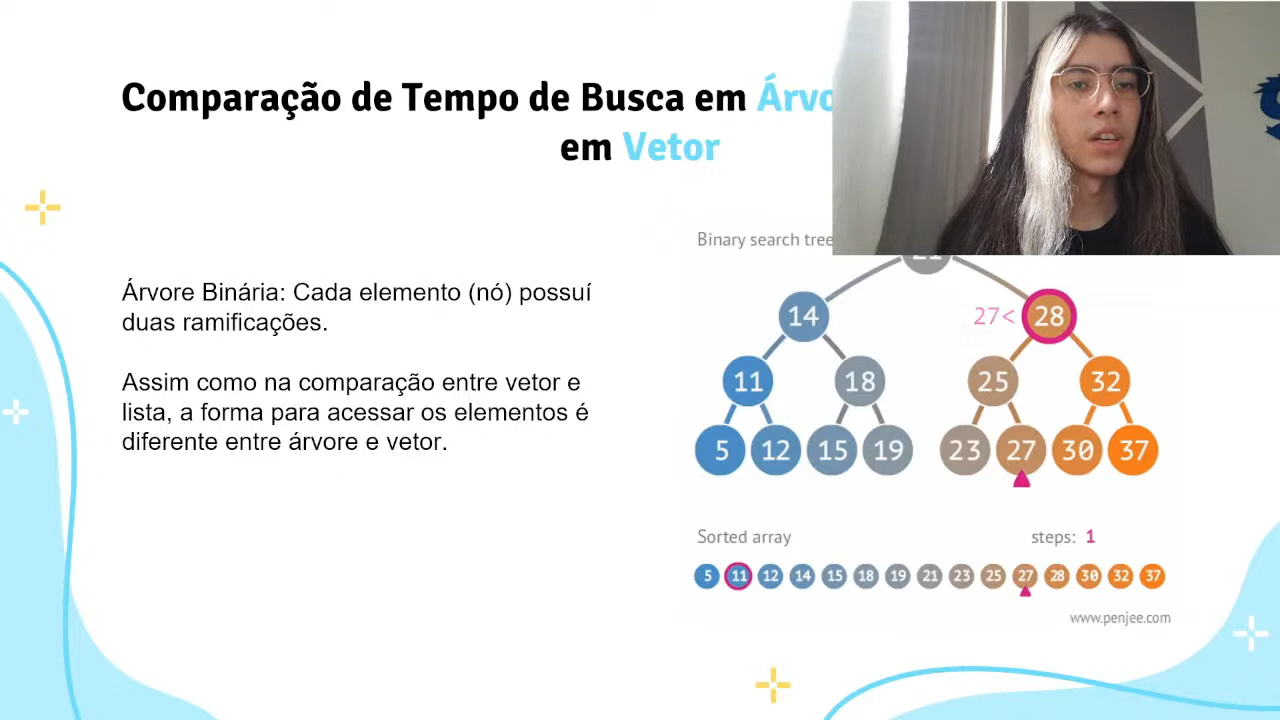 Comparação de Tempo de Busca em
em Vetor
Árvore Binária: Cada elemento (nó) possuí
duas ramificações.
Assim como na comparação entre vetor e
lista, a forma para acessar os elementos é
diferente entre árvore e vetor.
Binary search tree
14
27<
28
11
18
25
32
5
12
15
19
23
27
30
37
Sorted array
steps: 1
5 11 12 14 15 18 19 21 23 25 27 28 30 32 37
www.penjee.com